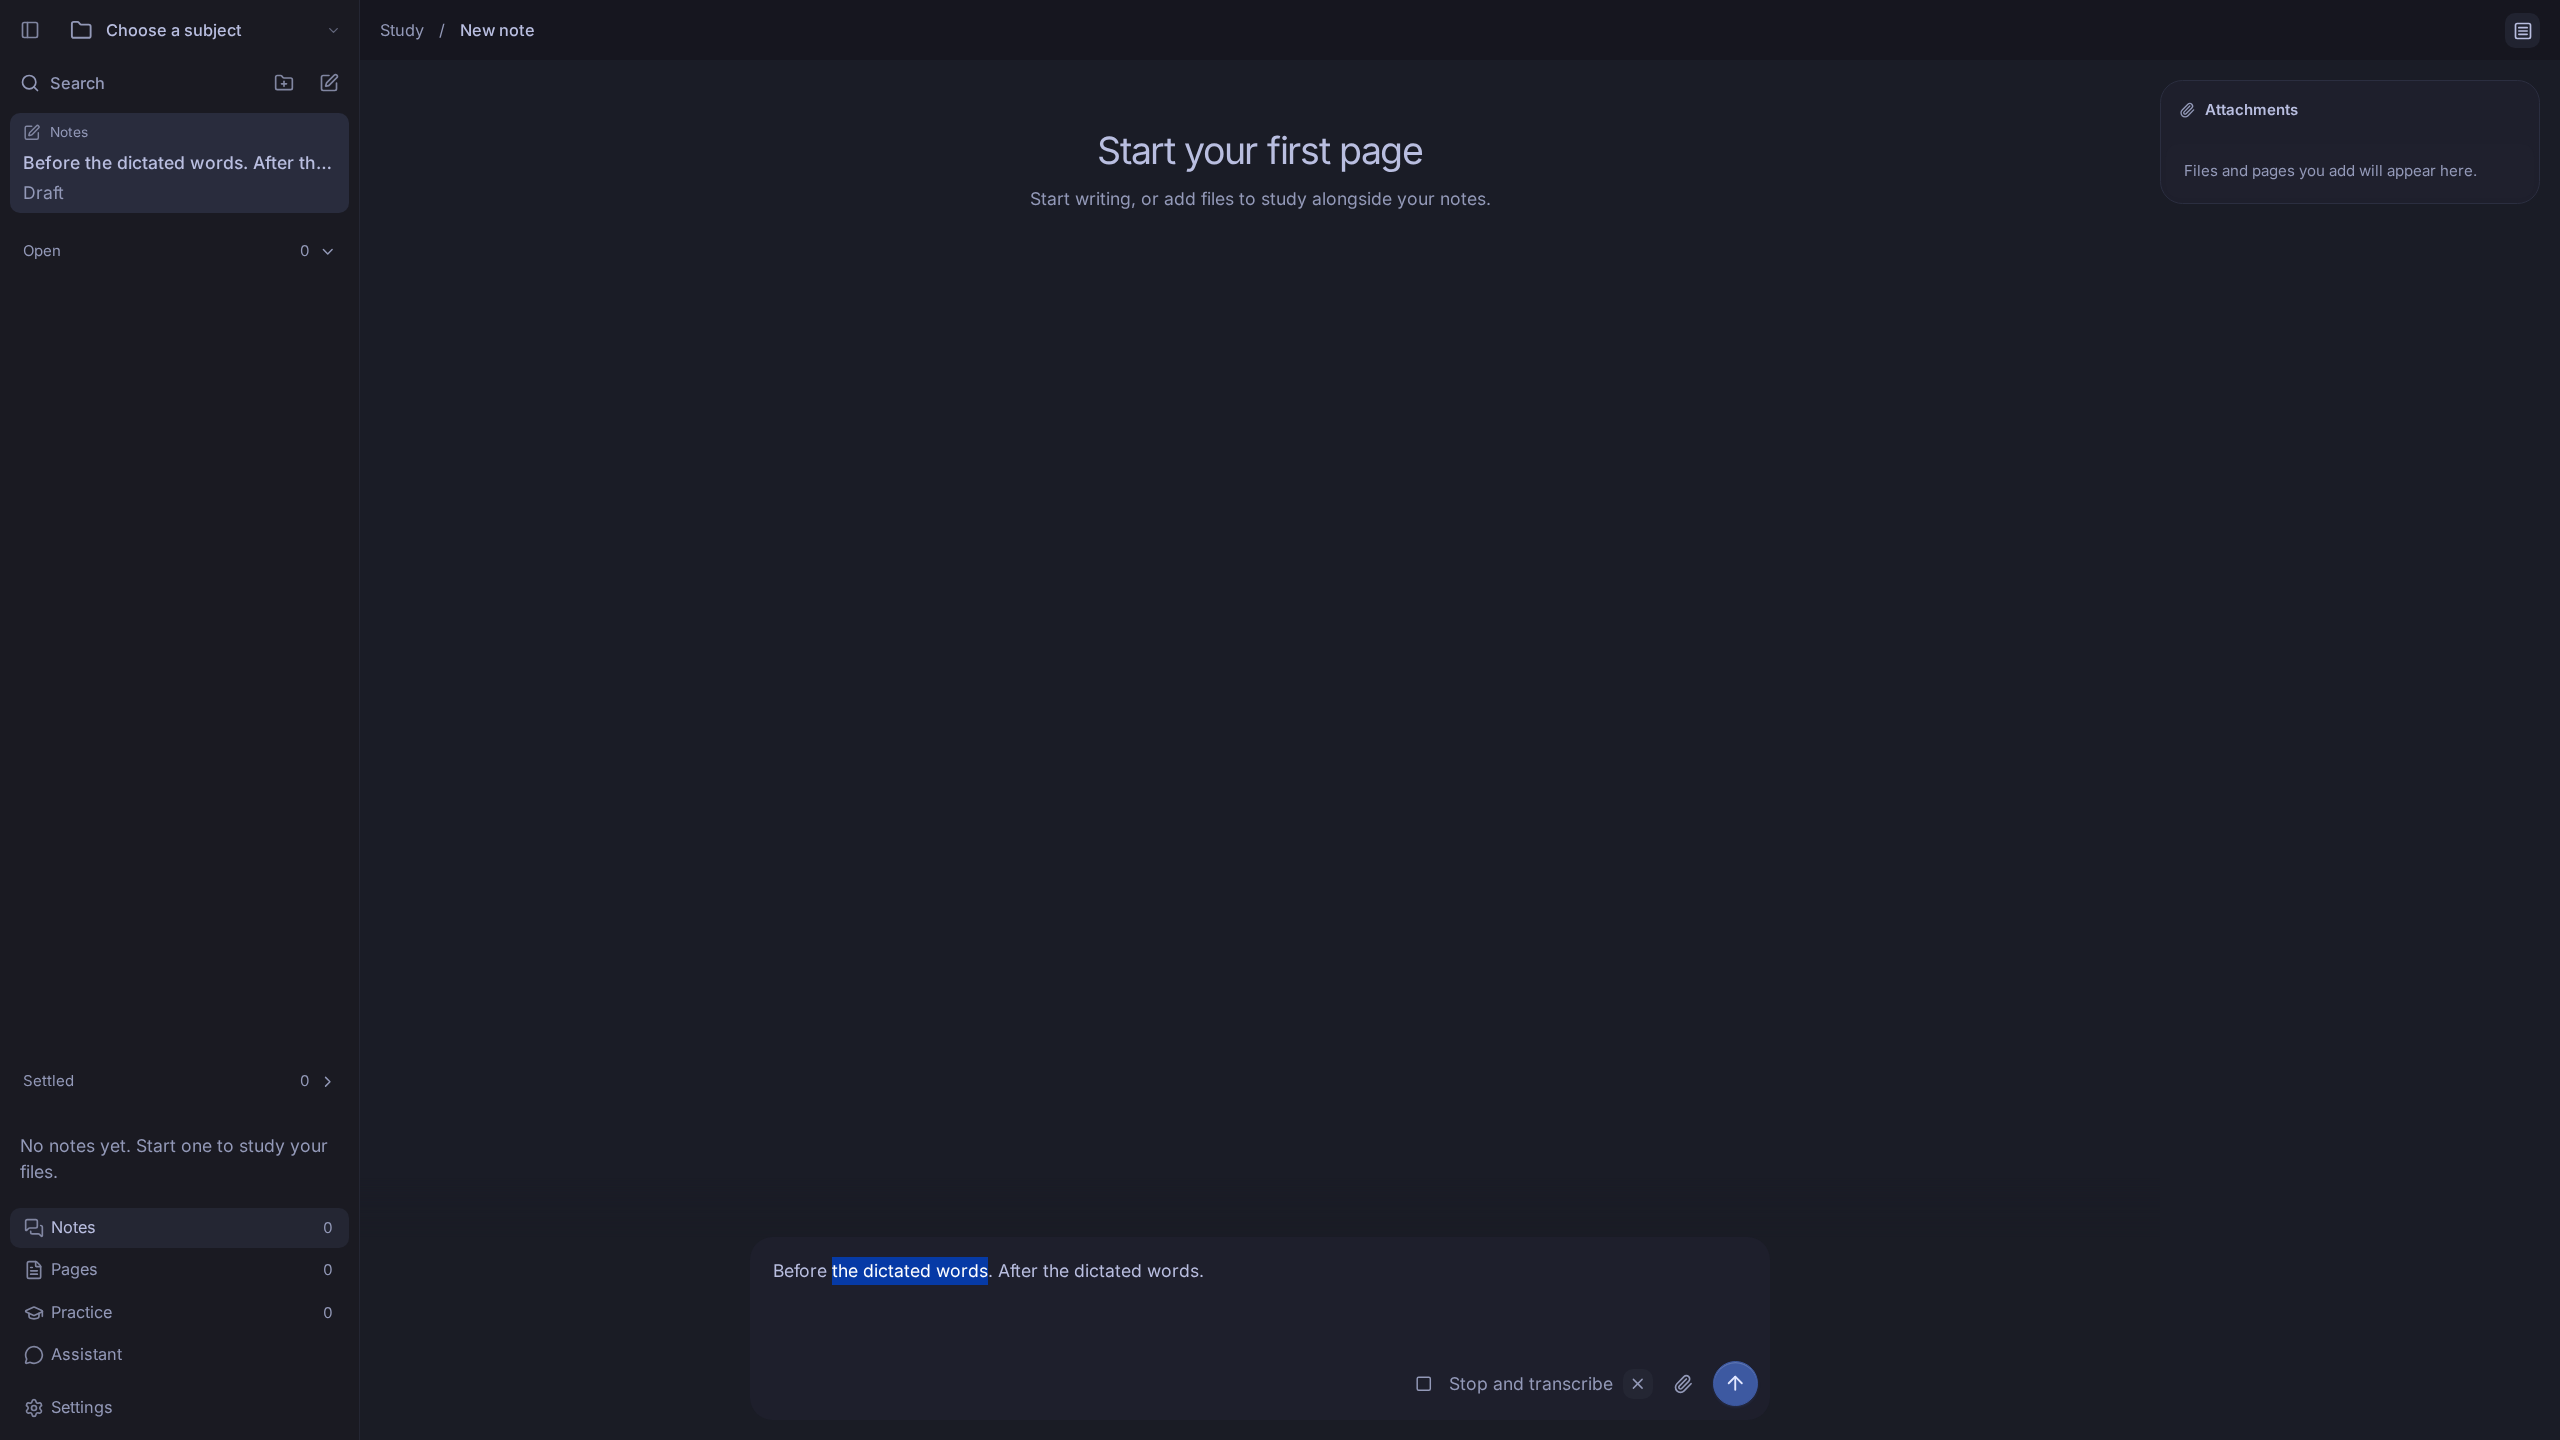 Choose a subject
Search
Notes
Before the dictated words. After th...
Draft
Open 0
Settled 0
No notes yet. Start one to study your
files.
Notes 0
Pages 0
Practice 0
Assistant
Settings
Study / New note
Start your first page
Start writing, or add files to study alongside your notes.
Before the dictated words. After the dictated words.
Stop and transcribe
Attachments
Files and pages you add will appear here.